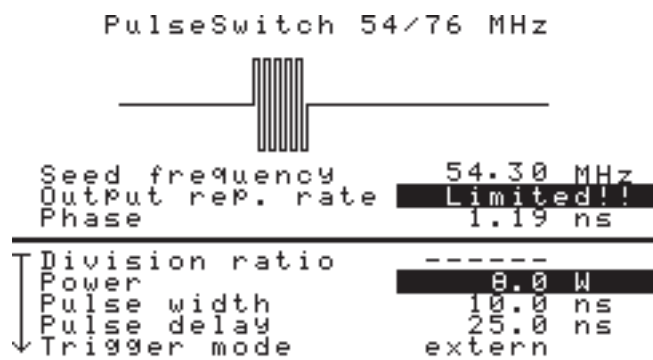 PulseSwitch 54/76 MHz
Seed frequency 54.30 MHz
Output rep. rate Limited!!
Phase 1.19 ns
Division ratio ------
Power 8.0 W
Pulse width 10.0 ns
Pulse delay 25.0 ns
Trigger mode extern